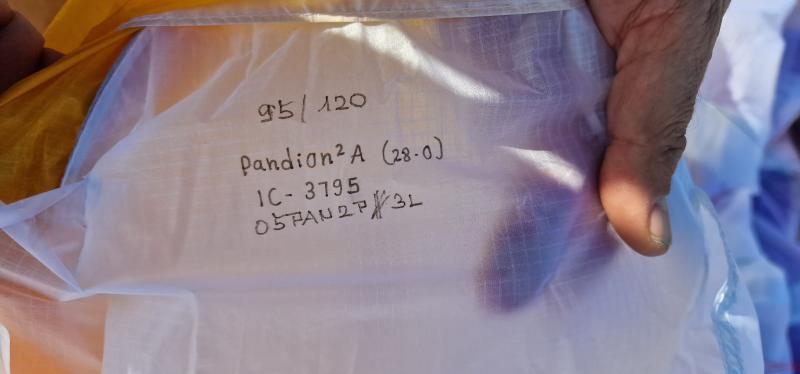 95/120
Pandion² A (28.0)
IC- 3795
05PAN2P 3L